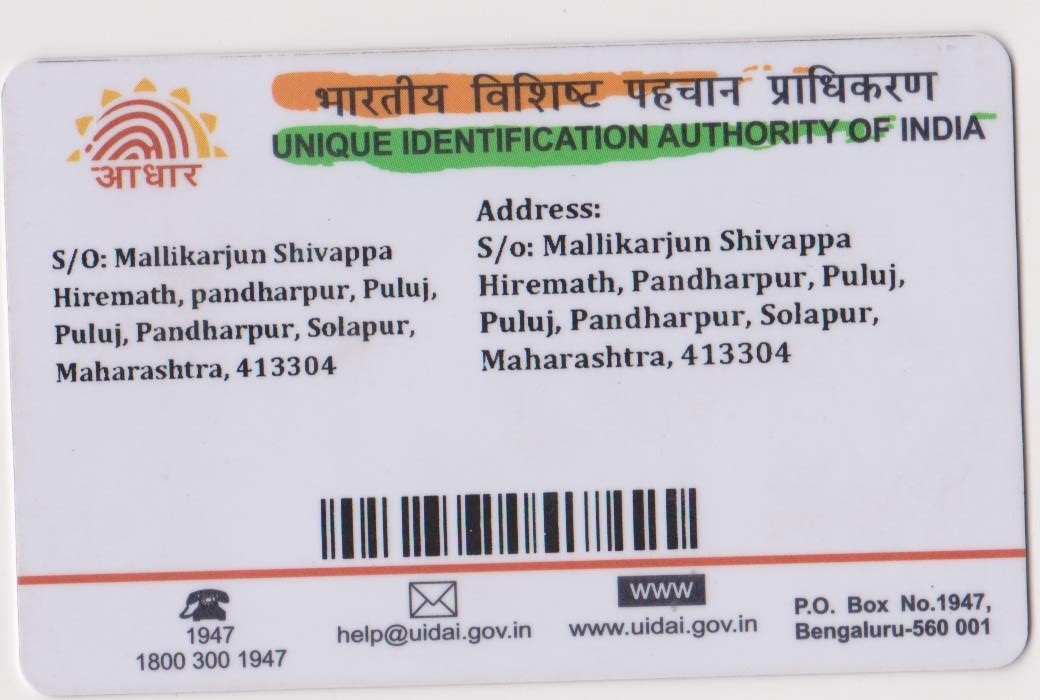 भारतीय विशिष्ट पहचान प्राधिकरण
UNIQUE IDENTIFICATION AUTHORITY OF INDIA
आधार
S/O: Mallikarjun Shivappa
Hiremath, pandharpur, Puluj,
Puluj, Pandharpur, Solapur,
Maharashtra, 413304
Address:
S/o: Mallikarjun Shivappa
Hiremath, Pandharpur, Puluj,
Puluj, Pandharpur, Solapur,
Maharashtra, 413304
1947
1800 300 1947
help@uidai.gov.in
WWW
www.uidai.gov.in
P.O. Box No.1947,
Bengaluru-560 001